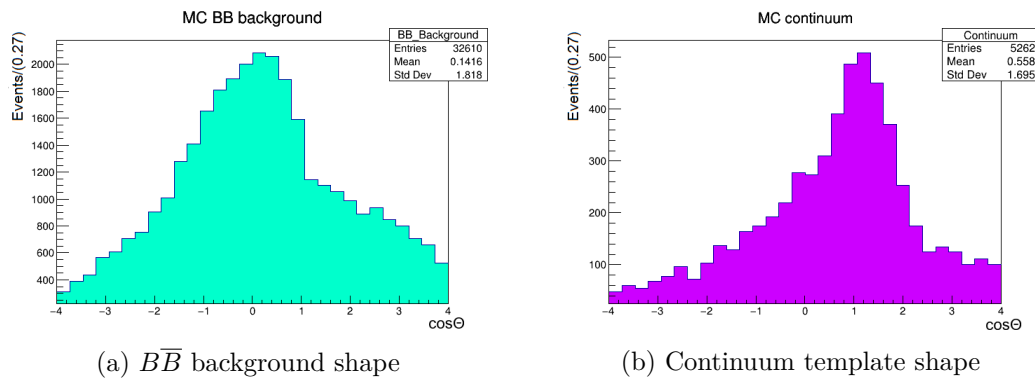 MC BB background
Events/(0.27)
BB_Background
Entries 32610
Mean 0.1416
Std Dev 1.818
2000
1800
1600
1400
1200
1000
800
600
400
−4 −3 −2 −1 0 1 2 3 4
cosΘ
(a) $B\overline{B}$ background shape
MC continuum
Events/(0.27)
Continuum
Entries 5262
Mean 0.558
Std Dev 1.695
500
400
300
200
100
−4 −3 −2 −1 0 1 2 3 4
cosΘ
(b) Continuum template shape